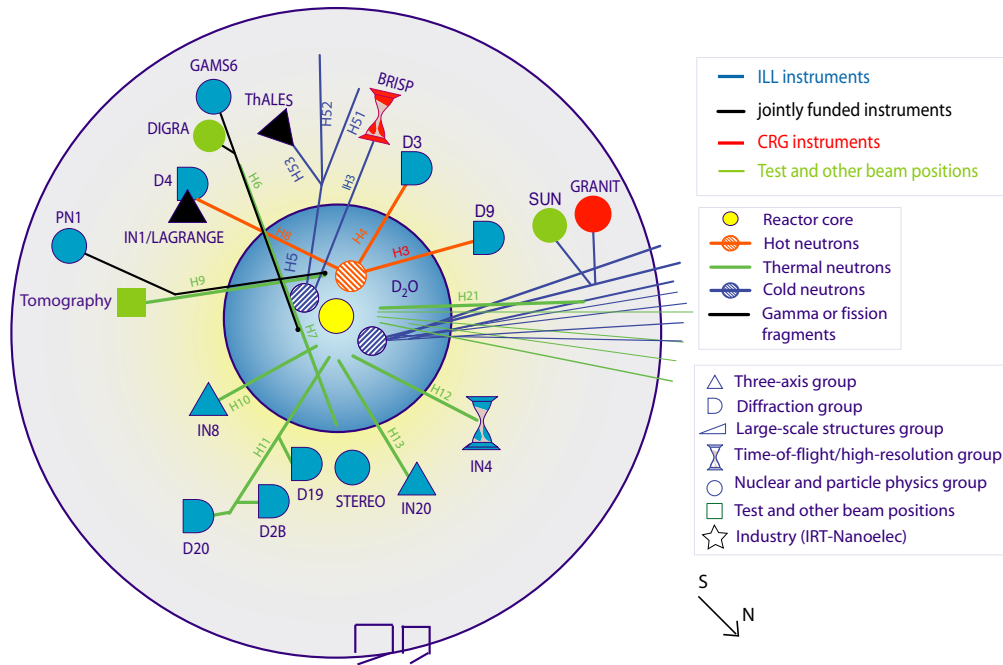 GAMS6
DIGRA
ThALES
H52
BRISP
H51
H53
IH3
D3
D4
H6
IN1/LAGRANGE
H8
H4
D9
SUN
GRANIT
PN1
H9
H5
H3
D₂O
Tomography
H21
H7
H10
IN8
H12
IN4
H11
H13
D19
STEREO
IN20
D2B
D20
ILL instruments
jointly funded instruments
CRG instruments
Test and other beam positions
Reactor core
Hot neutrons
Thermal neutrons
Cold neutrons
Gamma or fission
fragments
Three-axis group
Diffraction group
Large-scale structures group
Time-of-flight/high-resolution group
Nuclear and particle physics group
Test and other beam positions
Industry (IRT-Nanoelec)
S
N